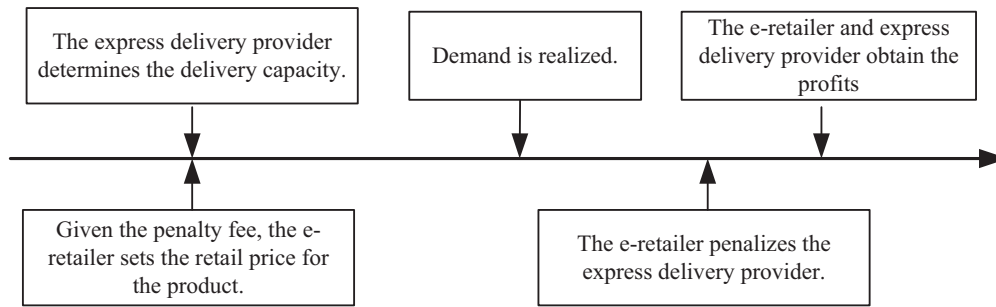 The express delivery provider
determines the delivery capacity.
Demand is realized.
The e-retailer and express
delivery provider obtain the
profits
Given the penalty fee, the e-
retailer sets the retail price for
the product.
The e-retailer penalizes the
express delivery provider.